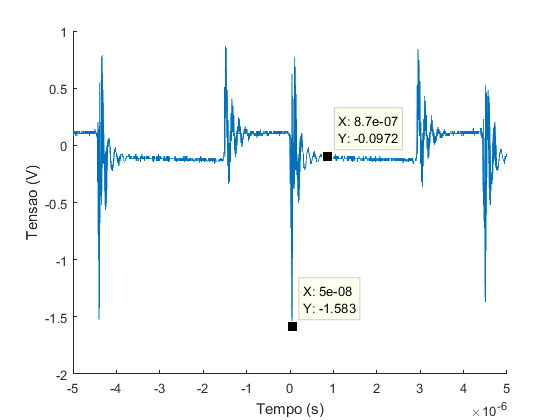 1
0.5
0
-0.5
-1
-1.5
-2
Tensao (V)
X: 8.7e-07
Y: -0.0972
X: 5e-08
Y: -1.583
-5 -4 -3 -2 -1 0 1 2 3 4 5
Tempo (s)
×10-6